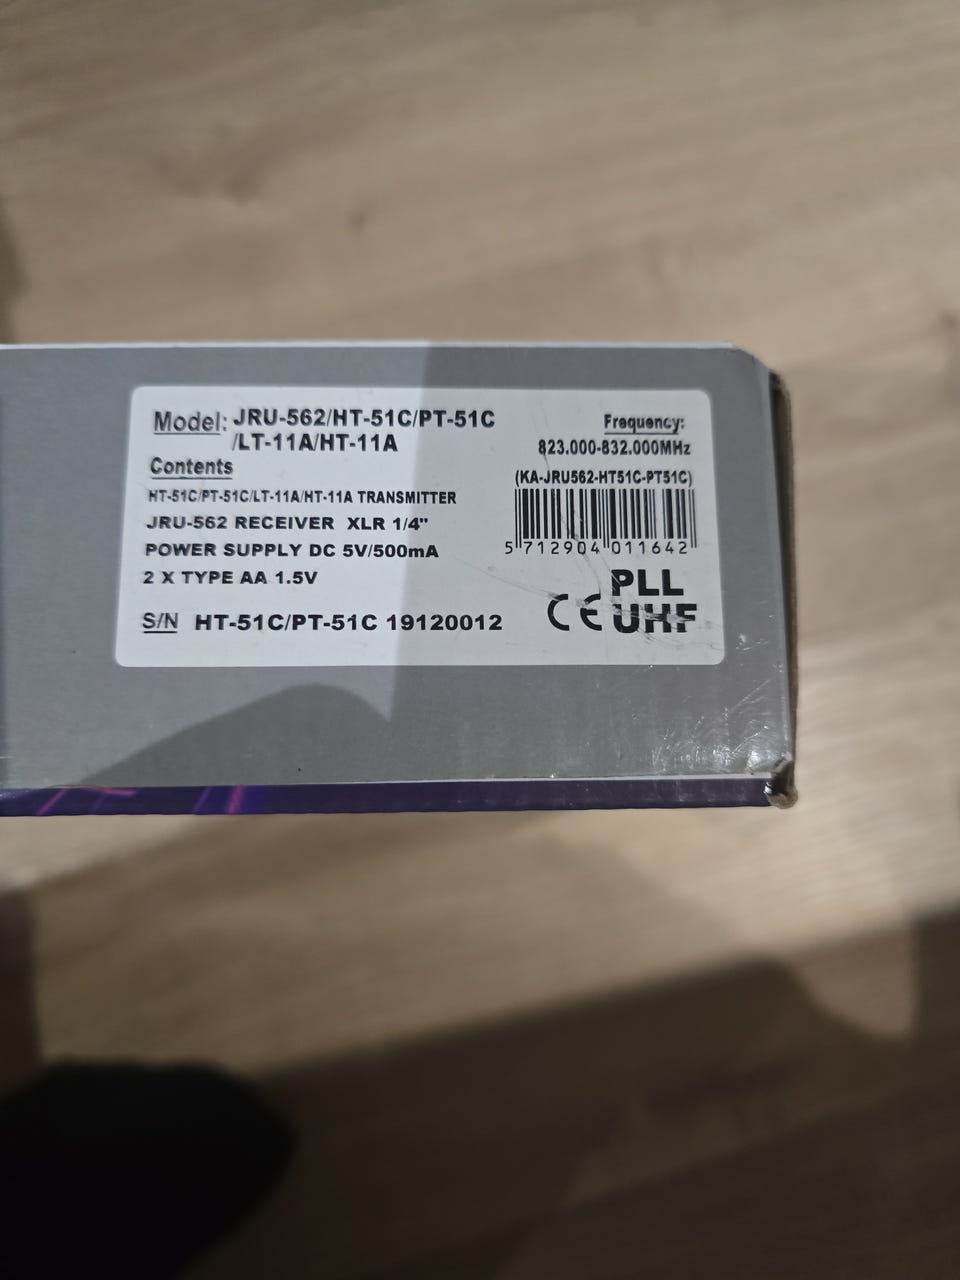 Model: JRU-562/HT-51C/PT-51C
/LT-11A/HT-11A
Contents
HT-51C/PT-51C/LT-11A/HT-11A TRANSMITTER
JRU-562 RECEIVER XLR 1/4"
POWER SUPPLY DC 5V/500mA
2 X TYPE AA 1.5V
S/N HT-51C/PT-51C 19120012
Frequency:
823.000-832.000MHz
(KA-JRU562-HT51C-PT51C)
5 712904 011642
PLL
CE UHF